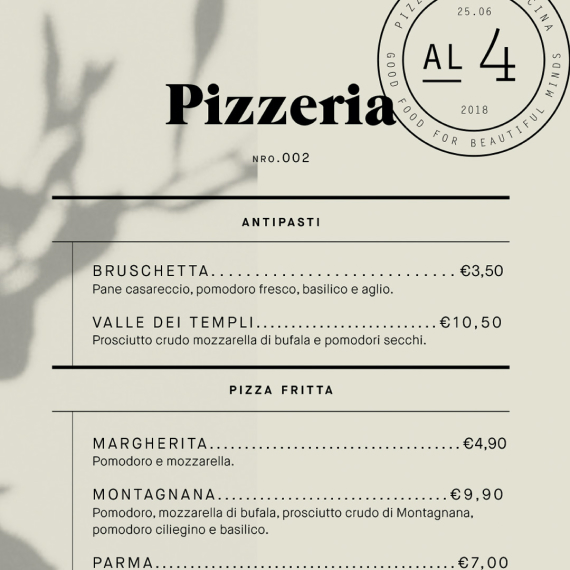 PIZZ
CINA
25.06
AL 4
2018
GOOD FOOD FOR BEAUTIFUL MINDS
Pizzeria
NRO.002
ANTIPASTI
BRUSCHETTA............................€3,50
Pane casareccio, pomodoro fresco, basilico e aglio.
VALLE DEI TEMPLI............................€10,50
Prosciutto crudo mozzarella di bufala e pomodori secchi.
PIZZA FRITTA
MARGHERITA............................€4,90
Pomodoro e mozzarella.
MONTAGNANA............................€9,90
Pomodoro, mozzarella di bufala, prosciutto crudo di Montagnana,
pomodoro ciliegino e basilico.
PARMA............................€7,00